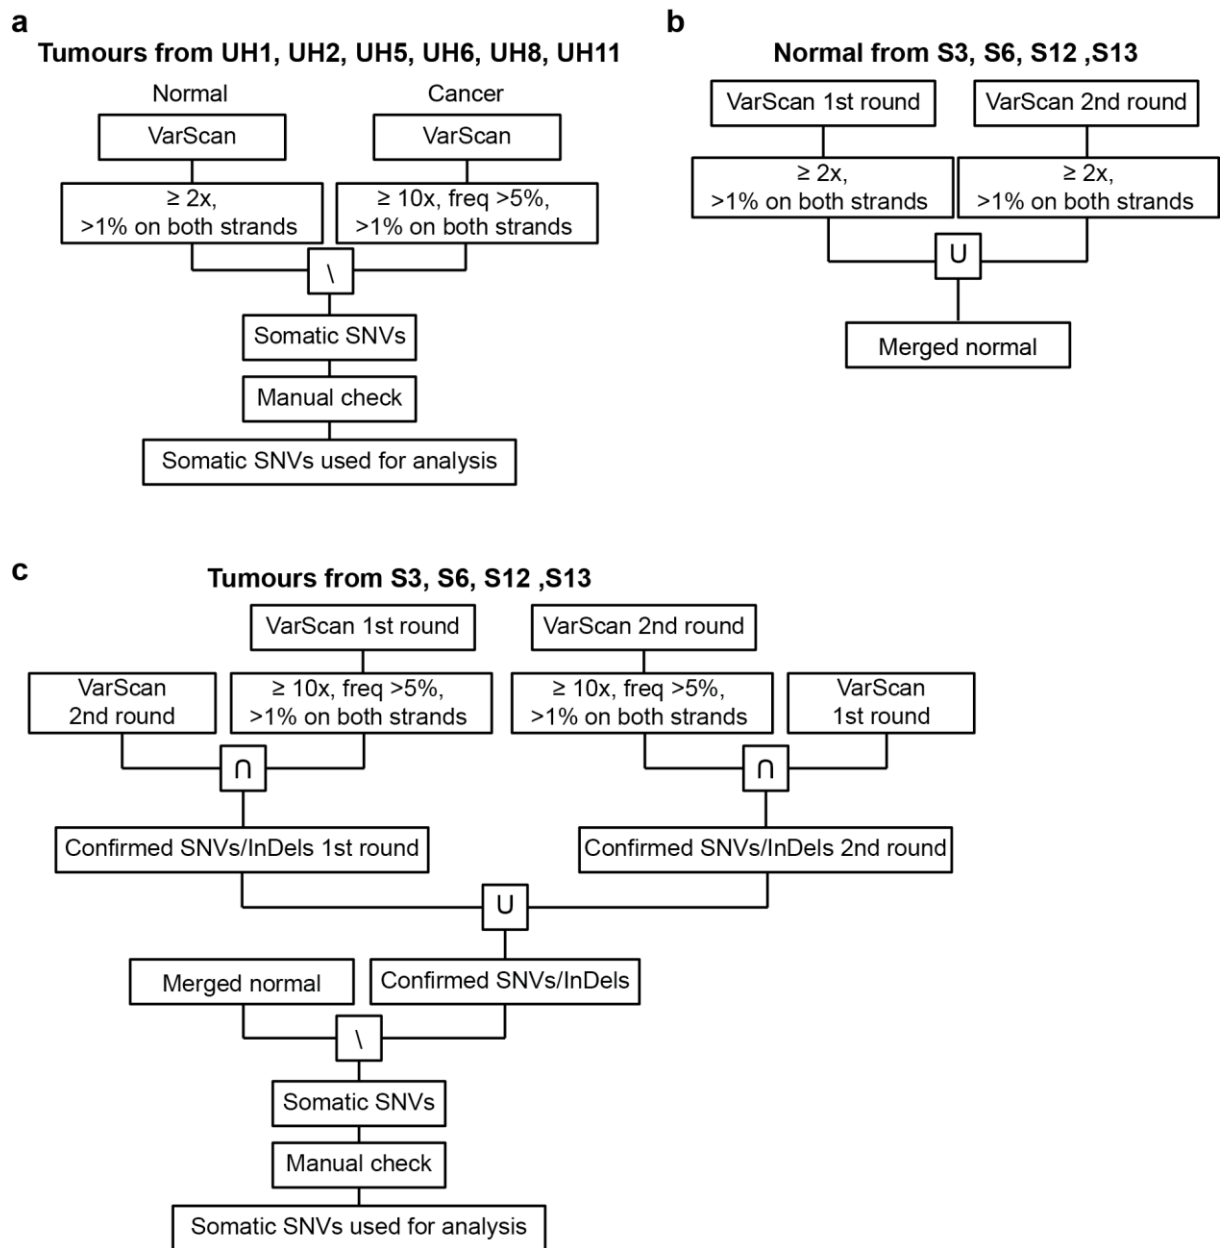 a
Tumours from UH1, UH2, UH5, UH6, UH8, UH11
Normal
Cancer
VarScan
VarScan
≥ 2x,
>1% on both strands
≥ 10x, freq >5%,
>1% on both strands
\
Somatic SNVs
Manual check
Somatic SNVs used for analysis
b
Normal from S3, S6, S12 ,S13
VarScan 1st round
VarScan 2nd round
≥ 2x,
>1% on both strands
≥ 2x,
>1% on both strands
∪
Merged normal
c
Tumours from S3, S6, S12 ,S13
VarScan 1st round
VarScan 2nd round
VarScan
2nd round
≥ 10x, freq >5%,
>1% on both strands
≥ 10x, freq >5%,
>1% on both strands
VarScan
1st round
∩
∩
Confirmed SNVs/InDels 1st round
Confirmed SNVs/InDels 2nd round
∪
Merged normal
Confirmed SNVs/InDels
\
Somatic SNVs
Manual check
Somatic SNVs used for analysis